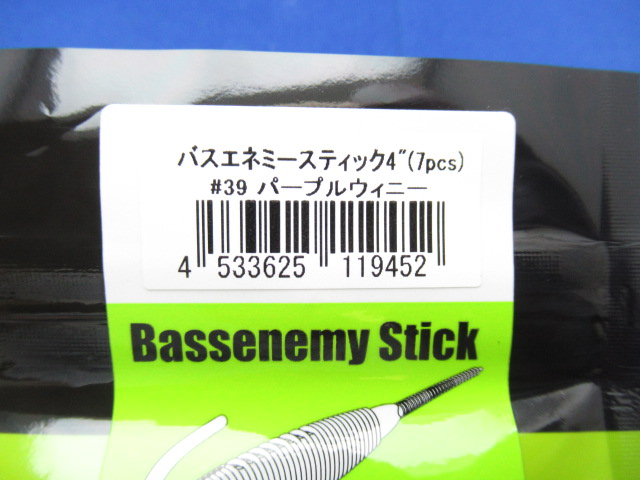 バスエネミースティック4"(7pcs)
#39 パープルウィニー
4 533625 119452
Bassenemy Stick